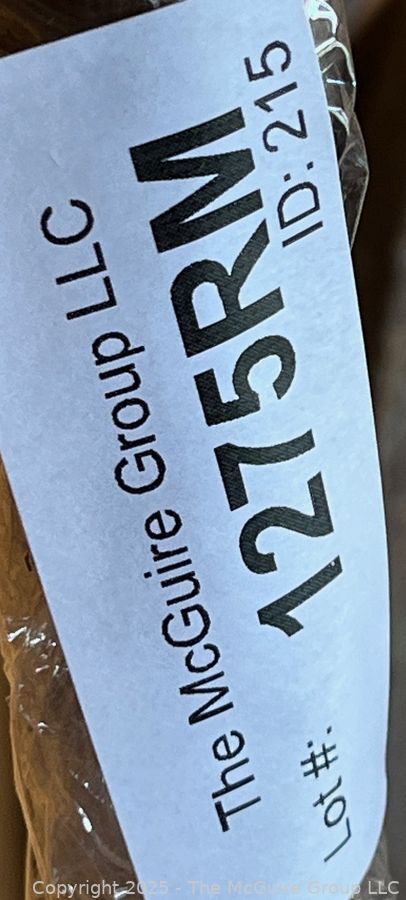 The McGuire Group LLC
Lot #: 1275RM
ID: 215
Copyright 2025 - The McGuire Group LLC